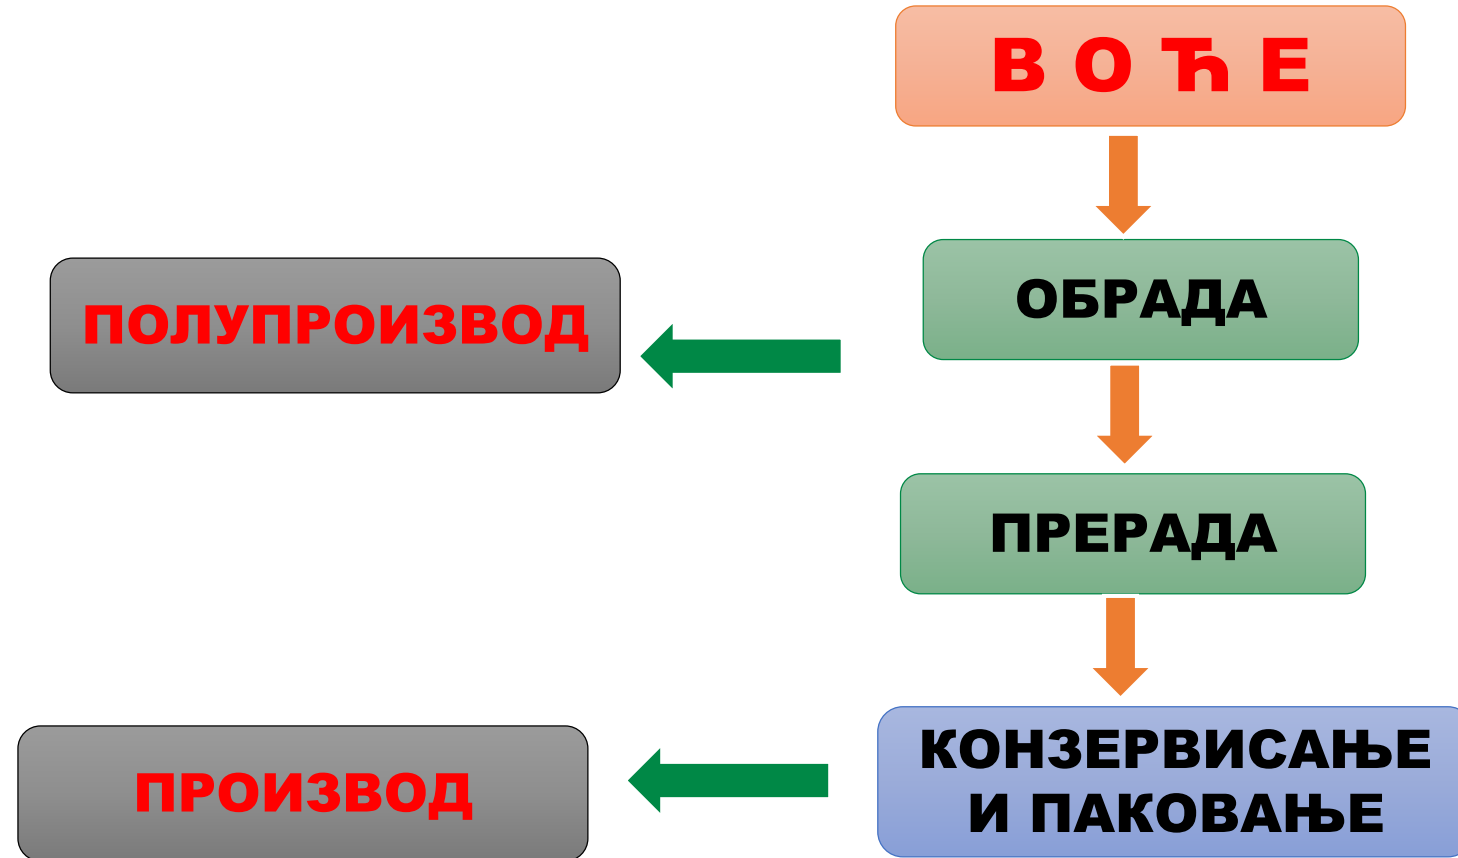 В О Ћ Е
ОБРАДА
ПОЛУПРОИЗВОД
ПРЕРАДА
КОНЗЕРВИСАЊЕ
И ПАКОВАЊЕ
ПРОИЗВОД